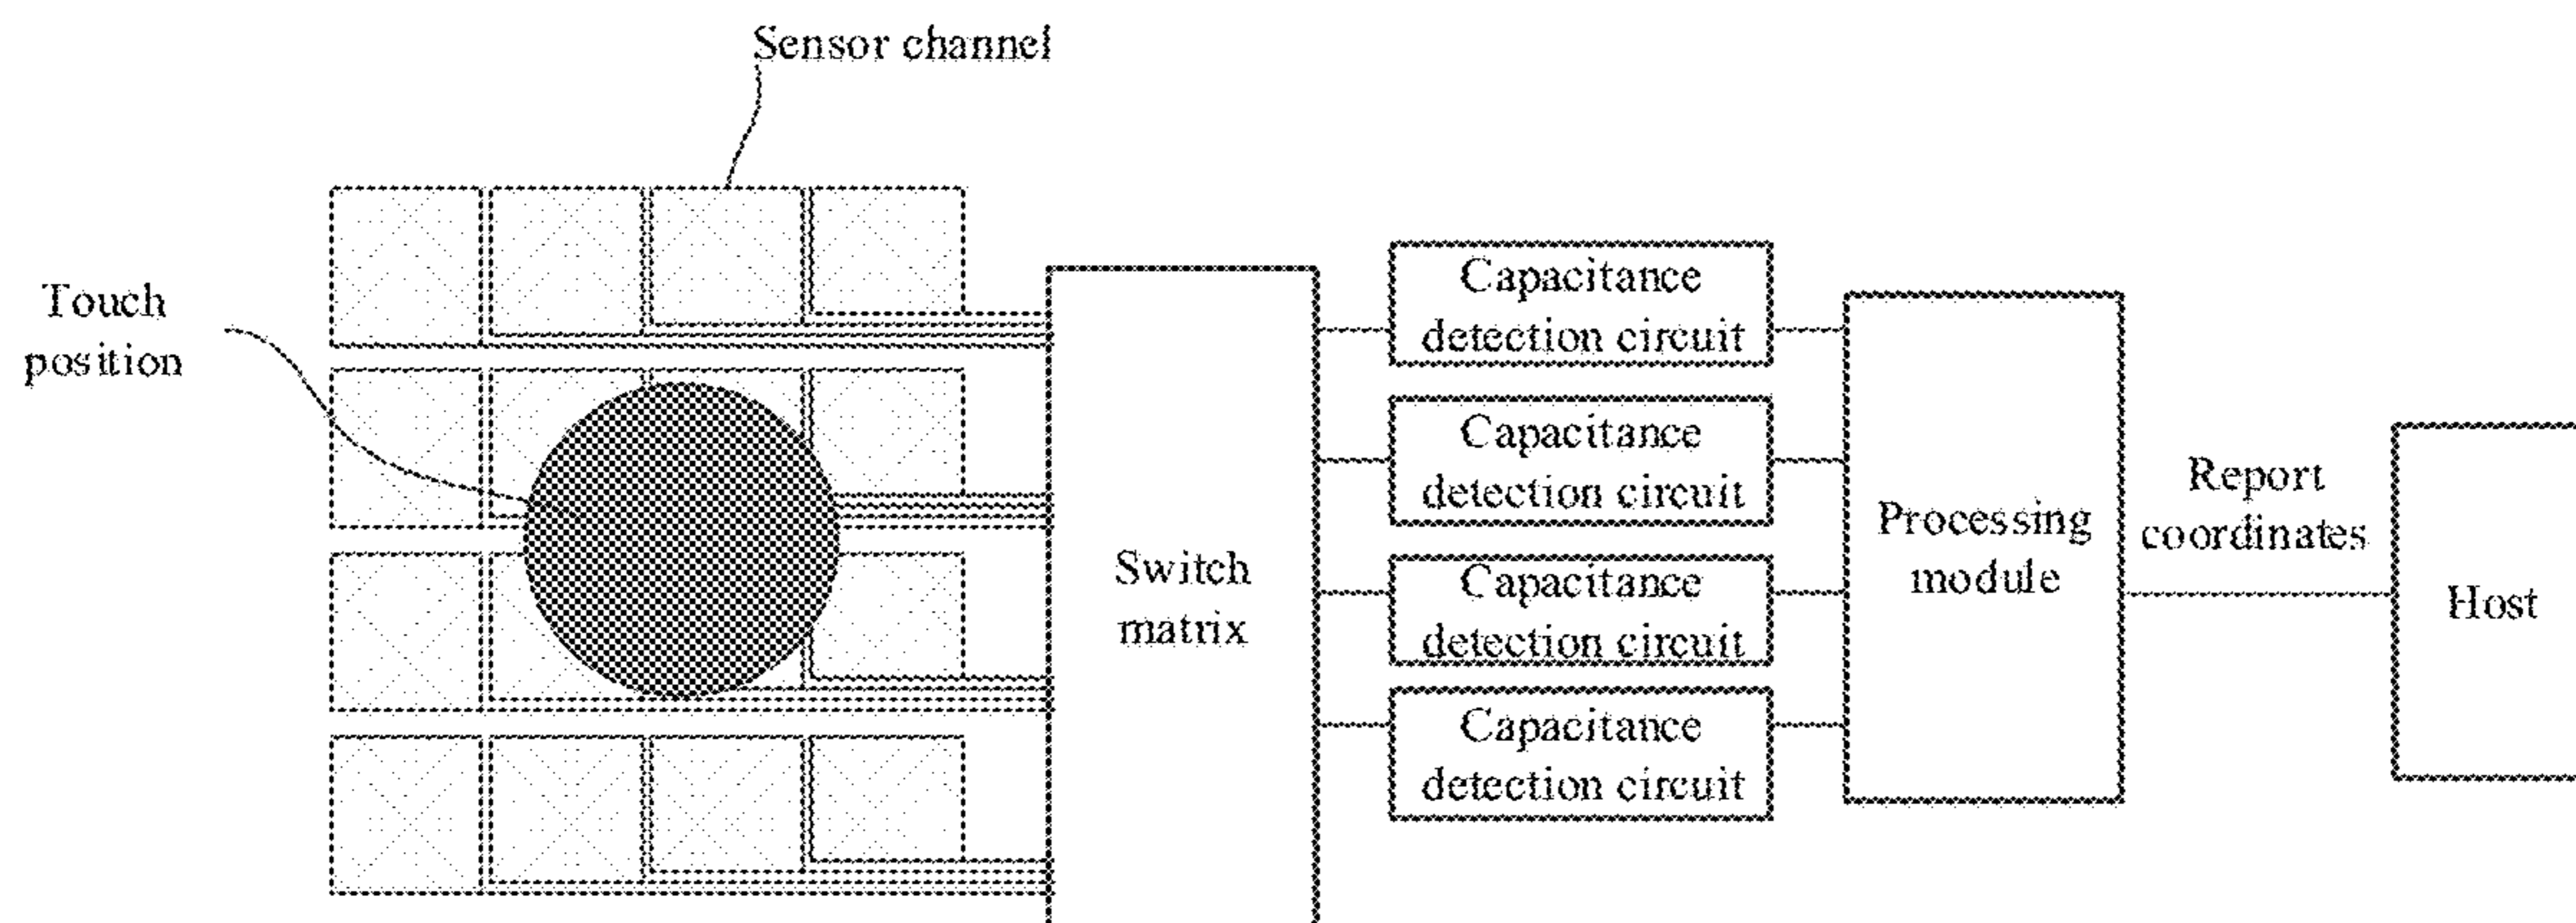 Sensor channel
Touch
position
Switch
matrix
Capacitance
detection circuit
Capacitance
detection circuit
Capacitance
detection circuit
Capacitance
detection circuit
Processing
module
Report
coordinates
Host